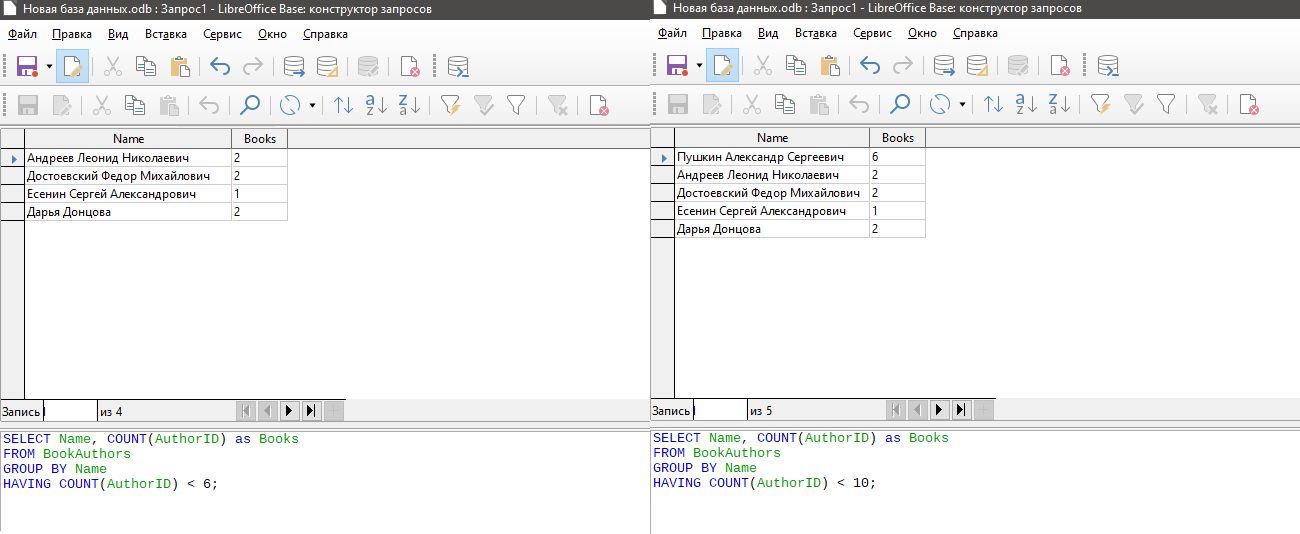 Новая база данных.odb : Запрос1 - LibreOffice Base: конструктор запросов
Файл Правка Вид Вставка Сервис Окно Справка
Name Books
Андреев Леонид Николаевич 2
Достоевский Федор Михайлович 2
Есенин Сергей Александрович 1
Дарья Донцова 2
Запись из 4
SELECT Name, COUNT(AuthorID) as Books
FROM BookAuthors
GROUP BY Name
HAVING COUNT(AuthorID) < 6;
Новая база данных.odb : Запрос1 - LibreOffice Base: конструктор запросов
Файл Правка Вид Вставка Сервис Окно Справка
Name Books
Пушкин Александр Сергеевич 6
Андреев Леонид Николаевич 2
Достоевский Федор Михайлович 2
Есенин Сергей Александрович 1
Дарья Донцова 2
Запись из 5
SELECT Name, COUNT(AuthorID) as Books
FROM BookAuthors
GROUP BY Name
HAVING COUNT(AuthorID) < 10;